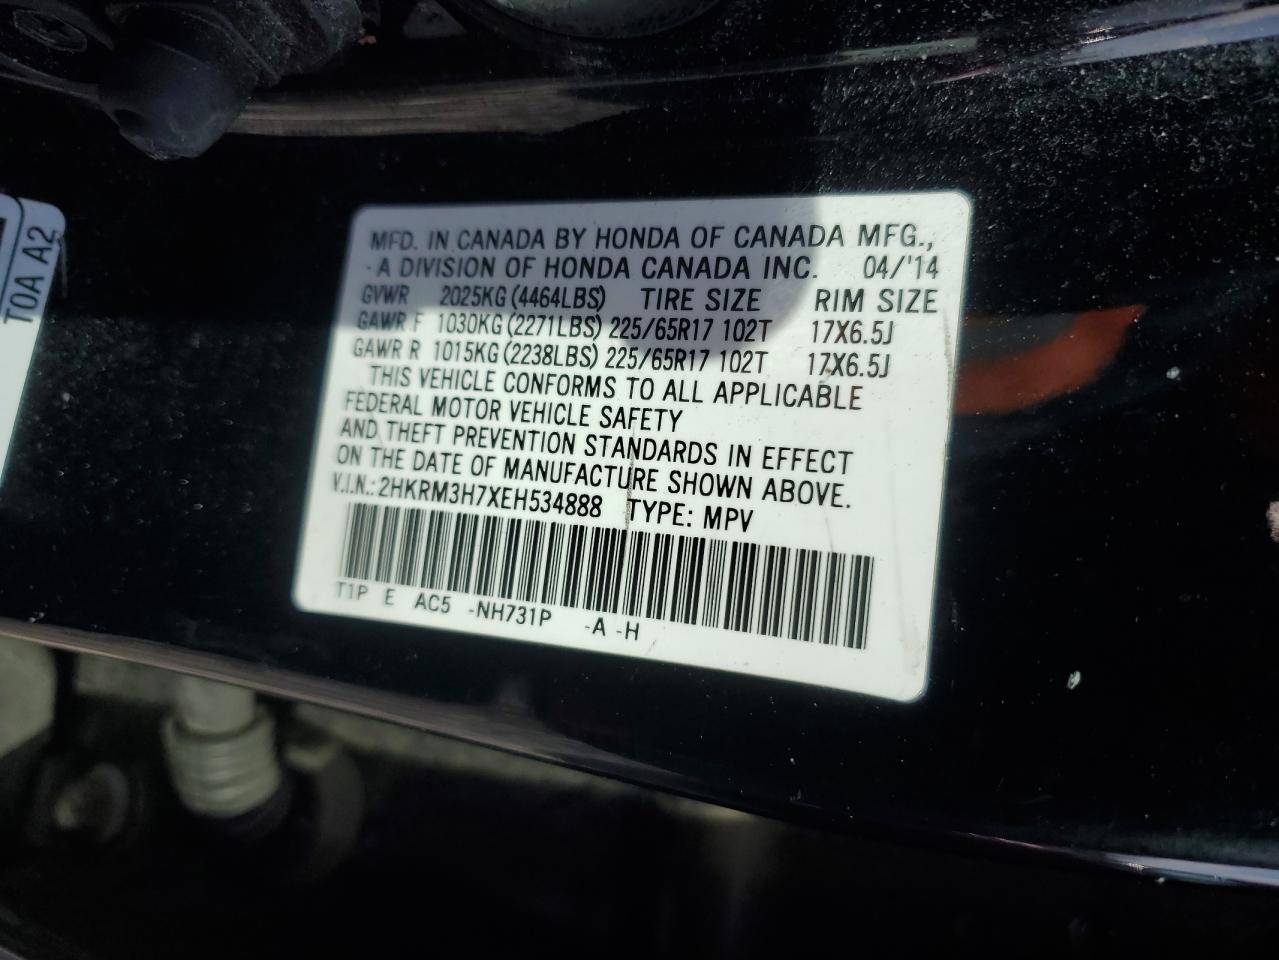 T0A A2
MFD. IN CANADA BY HONDA OF CANADA MFG.,
A DIVISION OF HONDA CANADA INC. 04/'14
GVWR 2025KG (4464LBS) TIRE SIZE RIM SIZE
GAWR F 1030KG (2271LBS) 225/65R17 102T 17X6.5J
GAWR R 1015KG (2238LBS) 225/65R17 102T 17X6.5J
THIS VEHICLE CONFORMS TO ALL APPLICABLE
FEDERAL MOTOR VEHICLE SAFETY
AND THEFT PREVENTION STANDARDS IN EFFECT
ON THE DATE OF MANUFACTURE SHOWN ABOVE.
V.I.N.: 2HKRM3H7XEH534888 TYPE: MPV
T1P E AC5 -NH731P -A -H